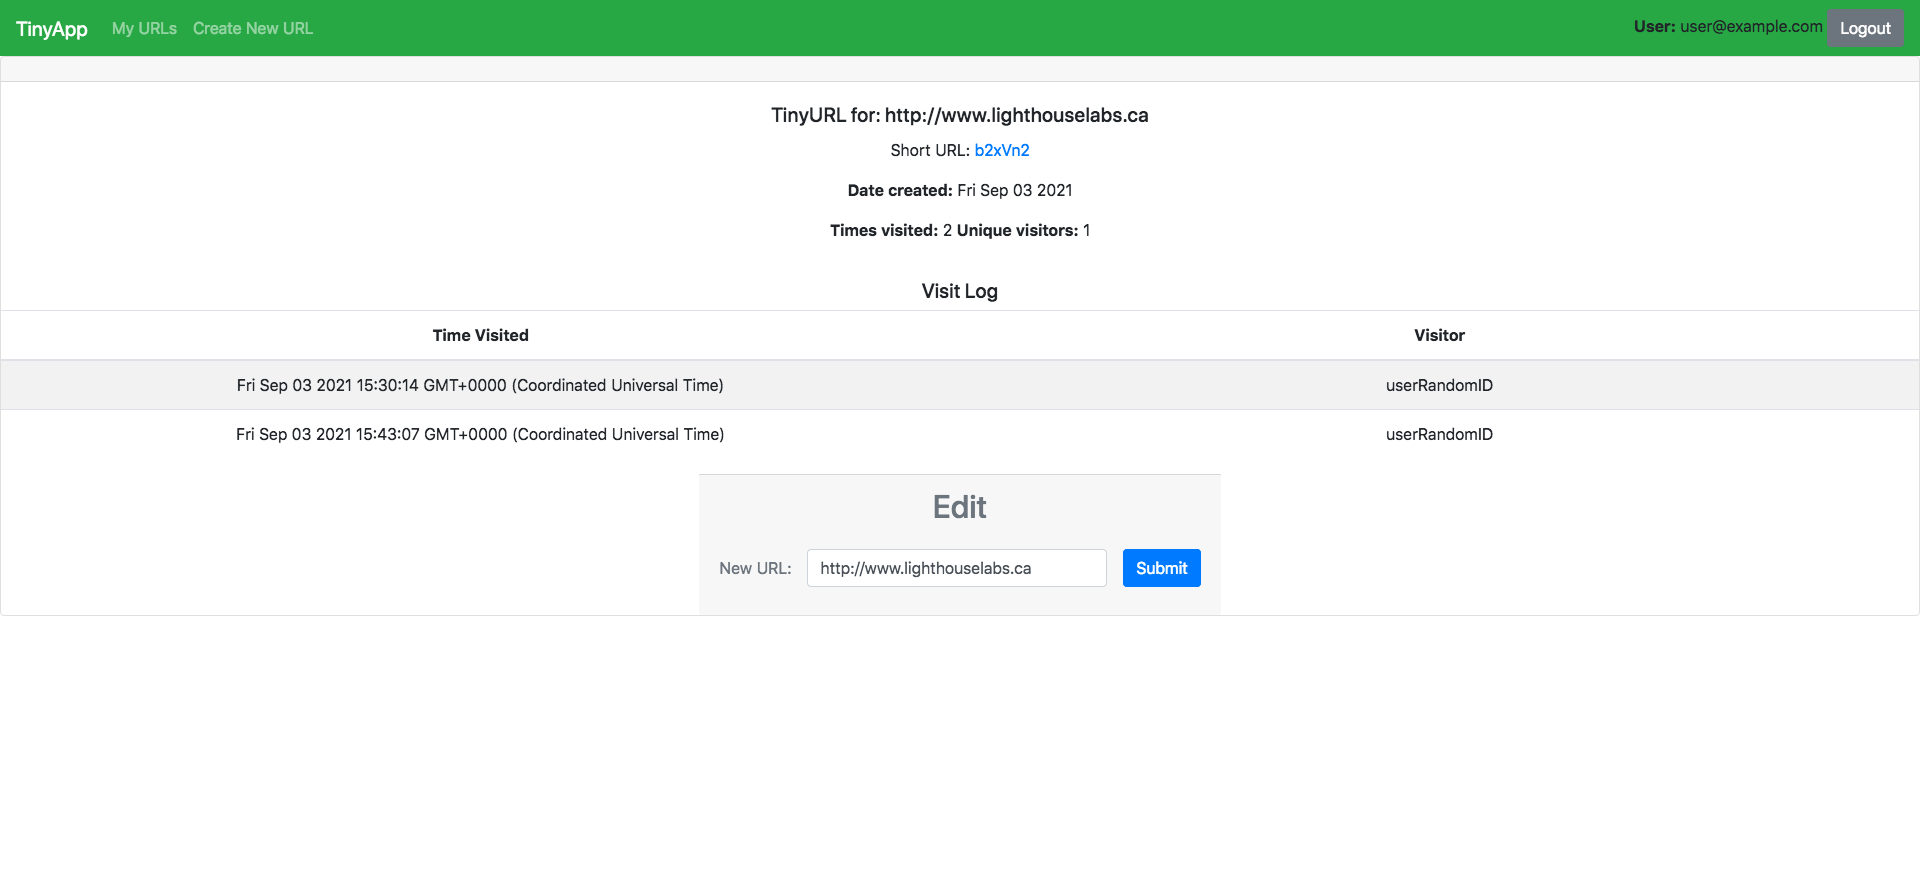 TinyApp My URLs Create New URL User: user@example.com Logout
TinyURL for: http://www.lighthouselabs.ca
Short URL: b2xVn2
Date created: Fri Sep 03 2021
Times visited: 2 Unique visitors: 1
Visit Log
Time Visited Visitor
Fri Sep 03 2021 15:30:14 GMT+0000 (Coordinated Universal Time) userRandomID
Fri Sep 03 2021 15:43:07 GMT+0000 (Coordinated Universal Time) userRandomID
Edit
New URL: http://www.lighthouselabs.ca Submit